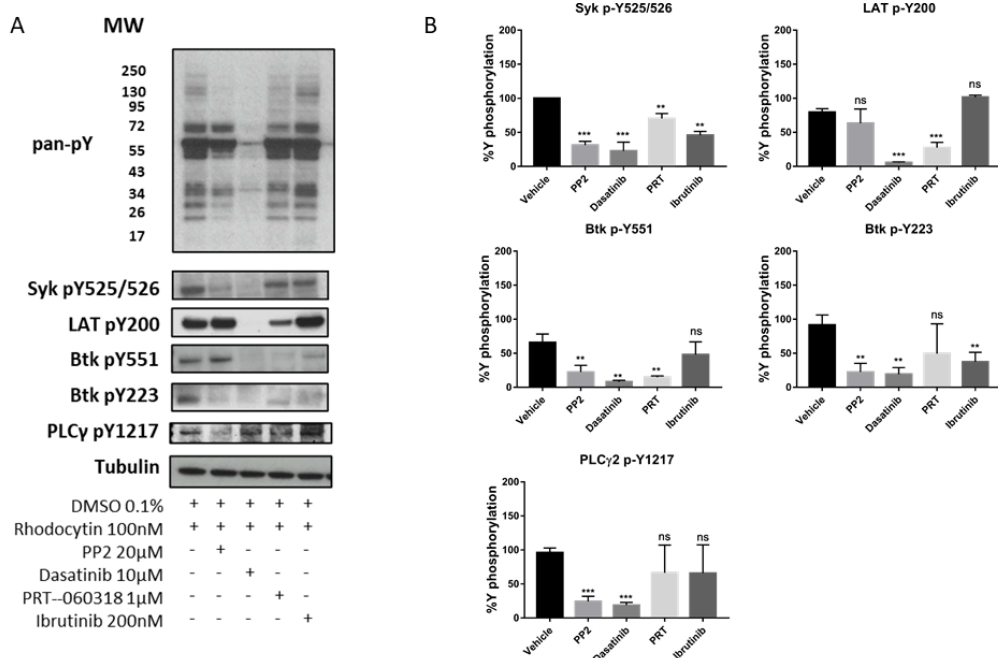 A
MW
250
130
95
72
55
43
34
26
17
pan-pY
Syk pY525/526
LAT pY200
Btk pY551
Btk pY223
PLCγ pY1217
Tubulin
DMSO 0.1% + + + + +
Rhodocytin 100nM + + + + +
PP2 20µM - + - - -
Dasatinib 10µM - - + - -
PRT--060318 1µM - - - + -
Ibrutinib 200nM - - - - +
B
Syk p-Y525/526
%Y phosphorylation
200
150
100
50
0
*** *** ** **
Vehicle PP2 Dasatinib PRT Ibrutinib
LAT p-Y200
%Y phosphorylation
200
150
100
50
0
ns *** *** ns
Vehicle PP2 Dasatinib PRT Ibrutinib
Btk p-Y551
%Y phosphorylation
200
150
100
50
0
** ** ** ns
Vehicle PP2 Dasatinib PRT Ibrutinib
Btk p-Y223
%Y phosphorylation
200
150
100
50
0
** ** ns **
Vehicle PP2 Dasatinib PRT Ibrutinib
PLCγ2 p-Y1217
%Y phosphorylation
200
150
100
50
0
*** *** ns ns
Vehicle PP2 Dasatinib PRT Ibrutinib